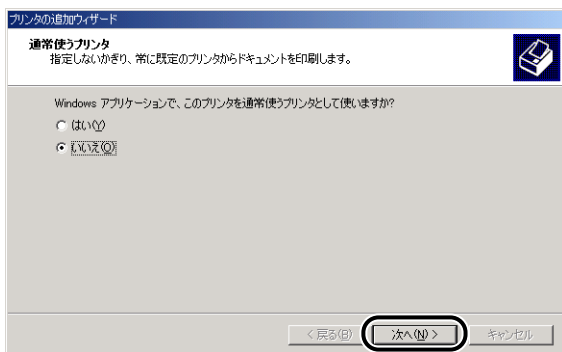 プリンタの追加ウィザード
通常使うプリンタ
指定しないかぎり、常に既定のプリンタからドキュメントを印刷します。
Windows アプリケーションで、このプリンタを通常使うプリンタとして使いますか?
はい(Y)
いいえ(O)
< 戻る(B) 次へ(N) > キャンセル